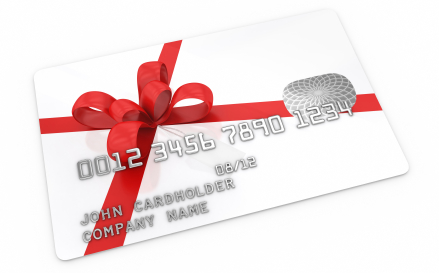 0012 3456 7890 1234
08/12
JOHN CARDHOLDER
COMPANY NAME